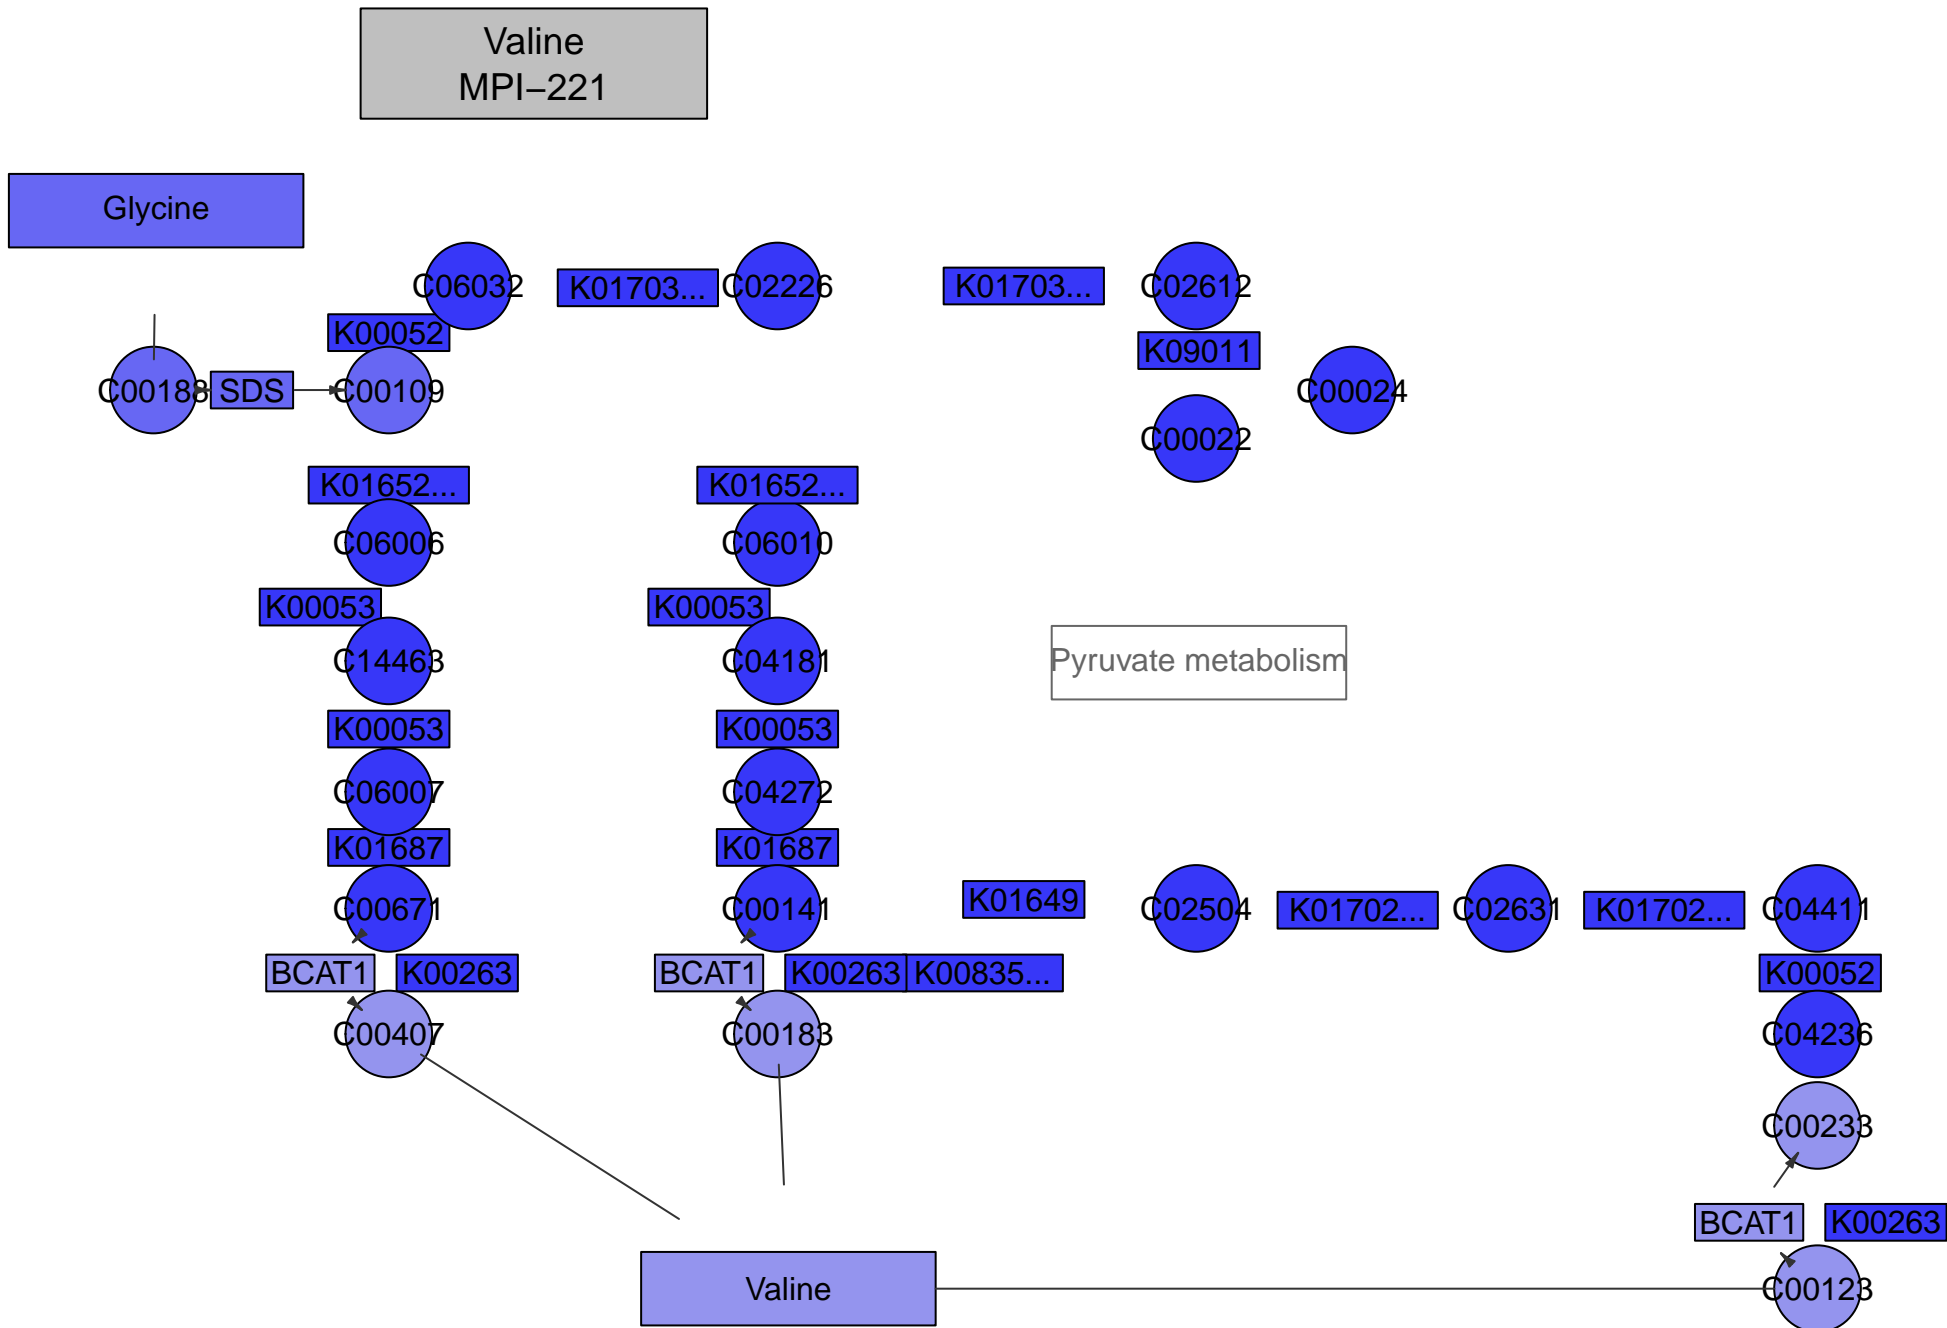 Valine
MPI−221
Glycine
C06032
K01703...
C02226
K01703...
C02612
K00052
K09011
C00188
SDS
C00109
C00024
C00022
K01652...
K01652...
C06006
C06010
K00053
K00053
C14463
C04181
Pyruvate metabolism
K00053
K00053
C06007
C04272
K01687
K01687
C00671
C00141
K01649
C02504
K01702...
C02631
K01702...
C04411
BCAT1
K00263
BCAT1
K00263
K00835...
K00052
C00407
C00183
C04236
C00233
BCAT1
K00263
Valine
C00123